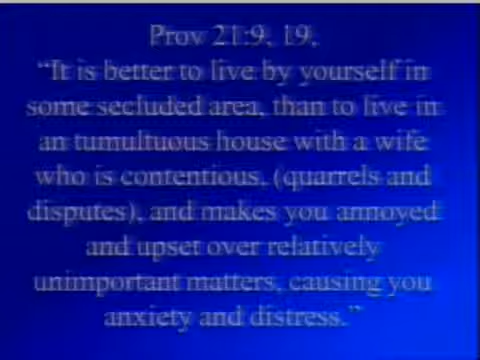 Prov 21:9, 19,
“It is better to live by yourself in
some secluded area, than to live in
an tumultuous house with a wife
who is contentious, (quarrels and
disputes), and makes you annoyed
and upset over relatively
unimportant matters, causing you
anxiety and distress.”